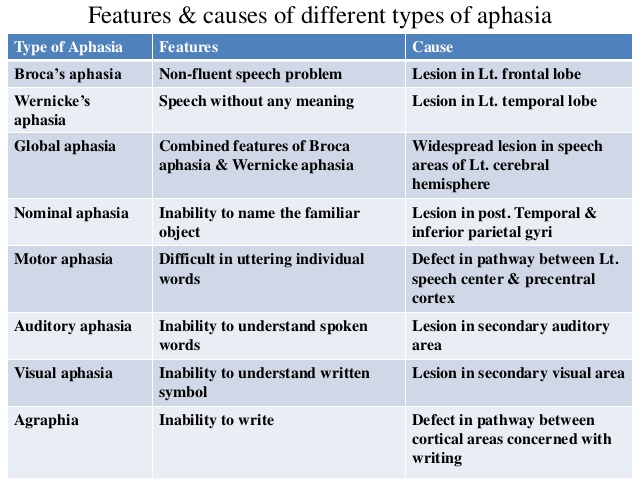 Features & causes of different types of aphasia
Type of Aphasia Features Cause
Broca's aphasia Non-fluent speech problem Lesion in Lt. frontal lobe
Wernicke's aphasia Speech without any meaning Lesion in Lt. temporal lobe
Global aphasia Combined features of Broca aphasia & Wernicke aphasia Widespread lesion in speech areas of Lt. cerebral hemisphere
Nominal aphasia Inability to name the familiar object Lesion in post. Temporal & inferior parietal gyri
Motor aphasia Difficult in uttering individual words Defect in pathway between Lt. speech center & precentral cortex
Auditory aphasia Inability to understand spoken words Lesion in secondary auditory area
Visual aphasia Inability to understand written symbol Lesion in secondary visual area
Agraphia Inability to write Defect in pathway between cortical areas concerned with writing